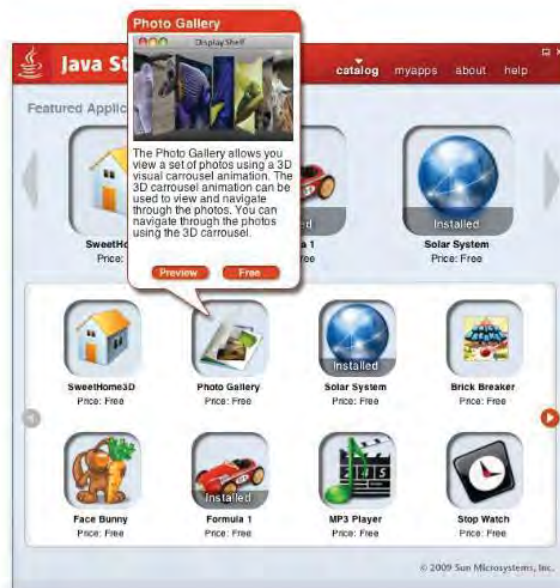 Photo Gallery
Display Shelf
Java St
catalog myapps about help
Featured Applic
The Photo Gallery allows you
view a set of photos using a 3D
visual carrousel animation. The
3D carrousel animation can be
used to view and navigate
through the photos. You can
navigate through the photos
using the 3D carrousel.
Preview Free
Installed
SweetHo
Solar System
Price: Free
SweetHome3D
Price: Free
Photo Gallery
Price: Free
Installed
Solar System
Price: Free
Brick Breaker
Price: Free
Face Bunny
Price: Free
Installed
Formula 1
Price: Free
MP3 Player
Price: Free
Stop Watch
Price: Free
© 2009 Sun Microsystems, Inc.